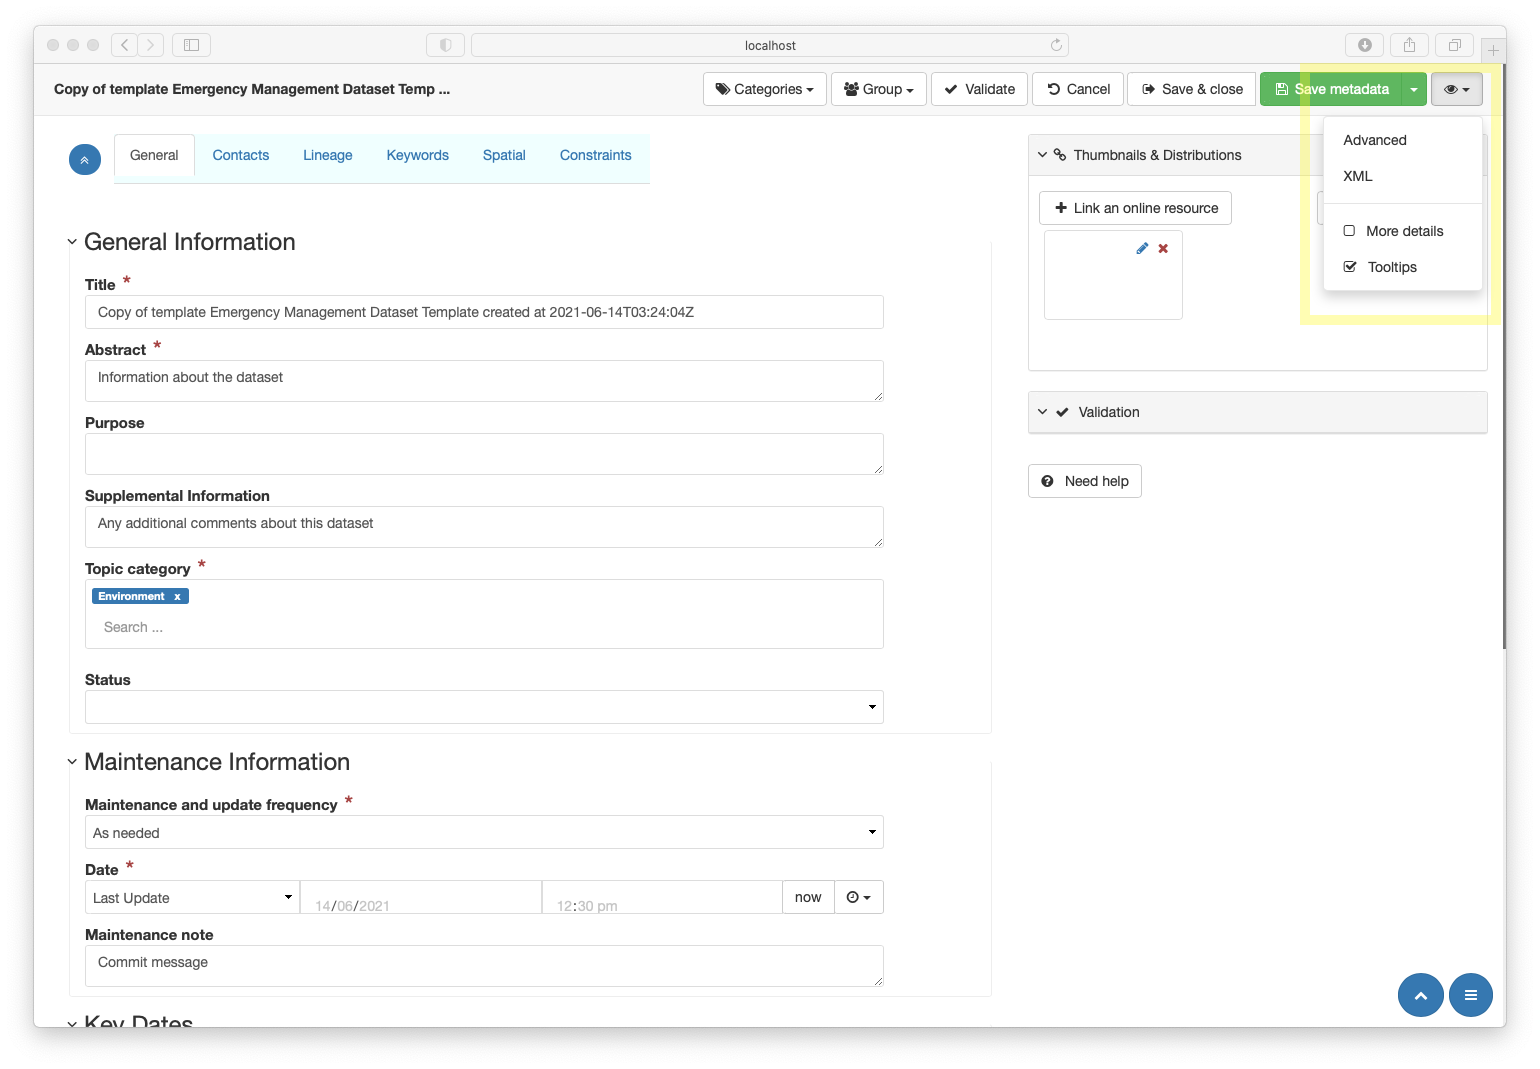 localhost
Copy of template Emergency Management Dataset Temp ...
Categories Group Validate Cancel Save & close Save metadata
Advanced
XML
More details
Tooltips
General Contacts Lineage Keywords Spatial Constraints
Thumbnails & Distributions
Link an online resource
Validation
Need help
General Information
Title *
Copy of template Emergency Management Dataset Template created at 2021-06-14T03:24:04Z
Abstract *
Information about the dataset
Purpose
Supplemental Information
Any additional comments about this dataset
Topic category *
Environment x
Search ...
Status
Maintenance Information
Maintenance and update frequency *
As needed
Date *
Last Update 14/06/2021 12:30 pm now
Maintenance note
Commit message
Key Dates